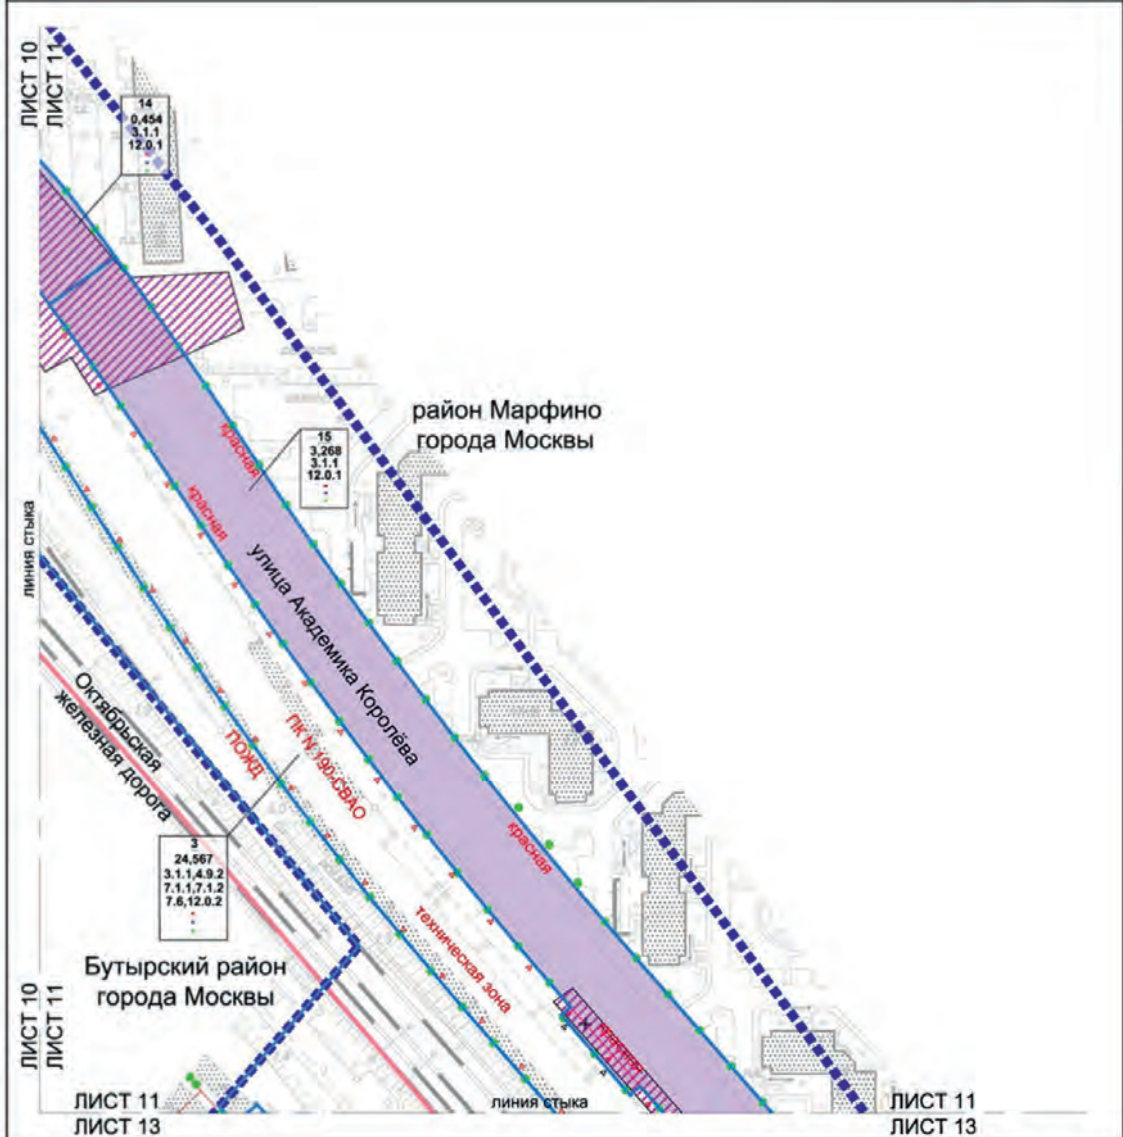 ЛИСТ 10
ЛИСТ 11
14
0,454
3.1.1
12.0.1
район Марфино
города Москвы
15
3,268
3.1.1
12.0.1
красная
красная
линия стыка
улица Академика Королёва
Октябрьская
железная дорога
ПОЖД
ПК N 190-СВАО
красная
3
24,567
3.1.1,4.9.2
7.1.1,7.1.2
7.6,12.0.2
техническая зона
Бутырский район
города Москвы
красная
ЛИСТ 10
ЛИСТ 11
линия стыка
ЛИСТ 11
ЛИСТ 13
ЛИСТ 11
ЛИСТ 13